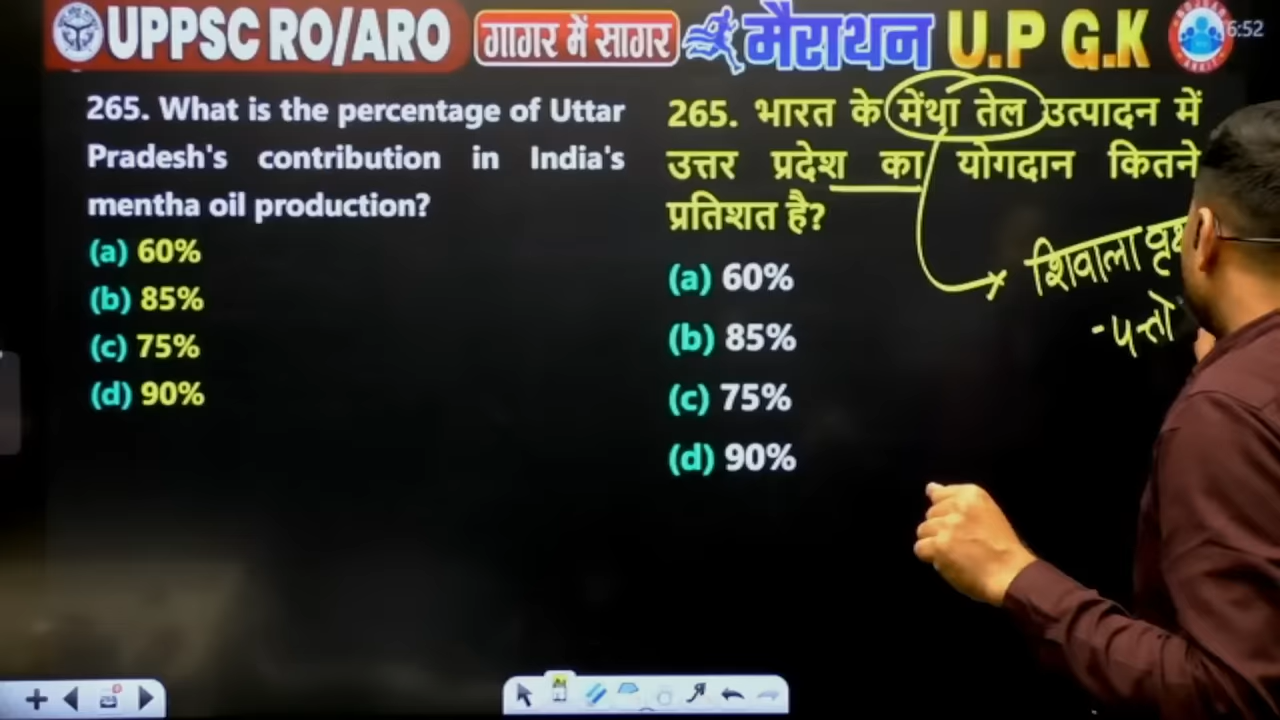 UPPSC RO/ARO गागर में सागर मैराथन U.P G.K
6:52
265. What is the percentage of Uttar
Pradesh's contribution in India's
mentha oil production?
(a) 60%
(b) 85%
(c) 75%
(d) 90%
265. भारत के मेंथा तेल उत्पादन में
उत्तर प्रदेश का योगदान कितने
प्रतिशत है?
(a) 60%
(b) 85%
(c) 75%
(d) 90%
शिवाला